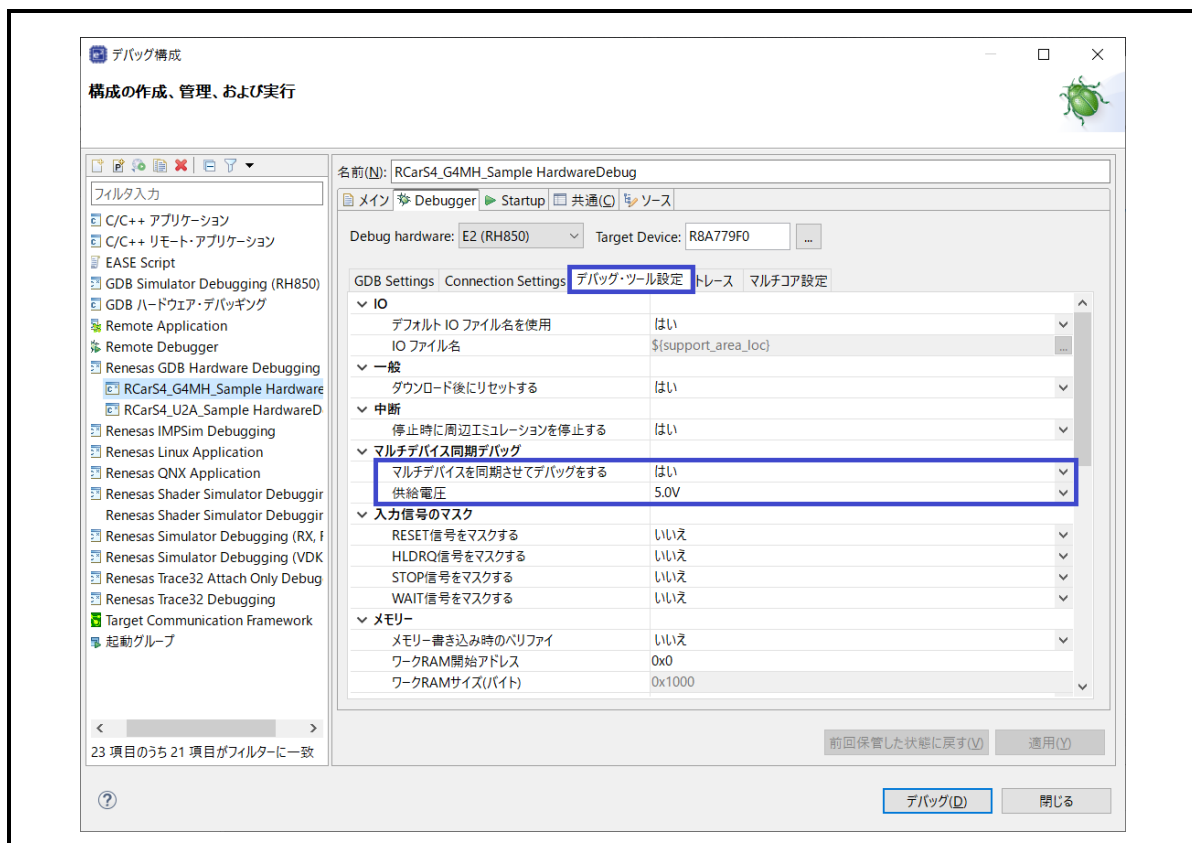 デバッグ構成
構成の作成、管理、および実行
フィルタ入力
C/C++ アプリケーション
C/C++ リモート・アプリケーション
EASE Script
GDB Simulator Debugging (RH850)
GDB ハードウェア・デバッギング
Remote Application
Remote Debugger
Renesas GDB Hardware Debugging
RCarS4_G4MH_Sample Hardware
RCarS4_U2A_Sample HardwareD
Renesas IMPSim Debugging
Renesas Linux Application
Renesas QNX Application
Renesas Shader Simulator Debuggir
Renesas Shader Simulator Debuggir
Renesas Simulator Debugging (RX, F
Renesas Simulator Debugging (VDK
Renesas Trace32 Attach Only Debug
Renesas Trace32 Debugging
Target Communication Framework
起動グループ
23 項目のうち 21 項目がフィルターに一致
名前(N): RCarS4_G4MH_Sample HardwareDebug
メイン Debugger Startup 共通(C) ソース
Debug hardware: E2 (RH850) Target Device: R8A779F0 ...
GDB Settings Connection Settings デバッグ・ツール設定 トレース マルチコア設定
IO
デフォルト IO ファイル名を使用 はい
IO ファイル名 ${support_area_loc} ...
一般
ダウンロード後にリセットする はい
中断
停止時に周辺エミュレーションを停止する はい
マルチデバイス同期デバッグ
マルチデバイスを同期させてデバッグをする はい
供給電圧 5.0V
入力信号のマスク
RESET信号をマスクする いいえ
HLDRQ信号をマスクする いいえ
STOP信号をマスクする いいえ
WAIT信号をマスクする いいえ
メモリー
メモリー書き込み時のベリファイ いいえ
ワークRAM開始アドレス 0x0
ワークRAMサイズ(バイト) 0x1000
前回保管した状態に戻す(V) 適用(Y)
デバッグ(D) 閉じる